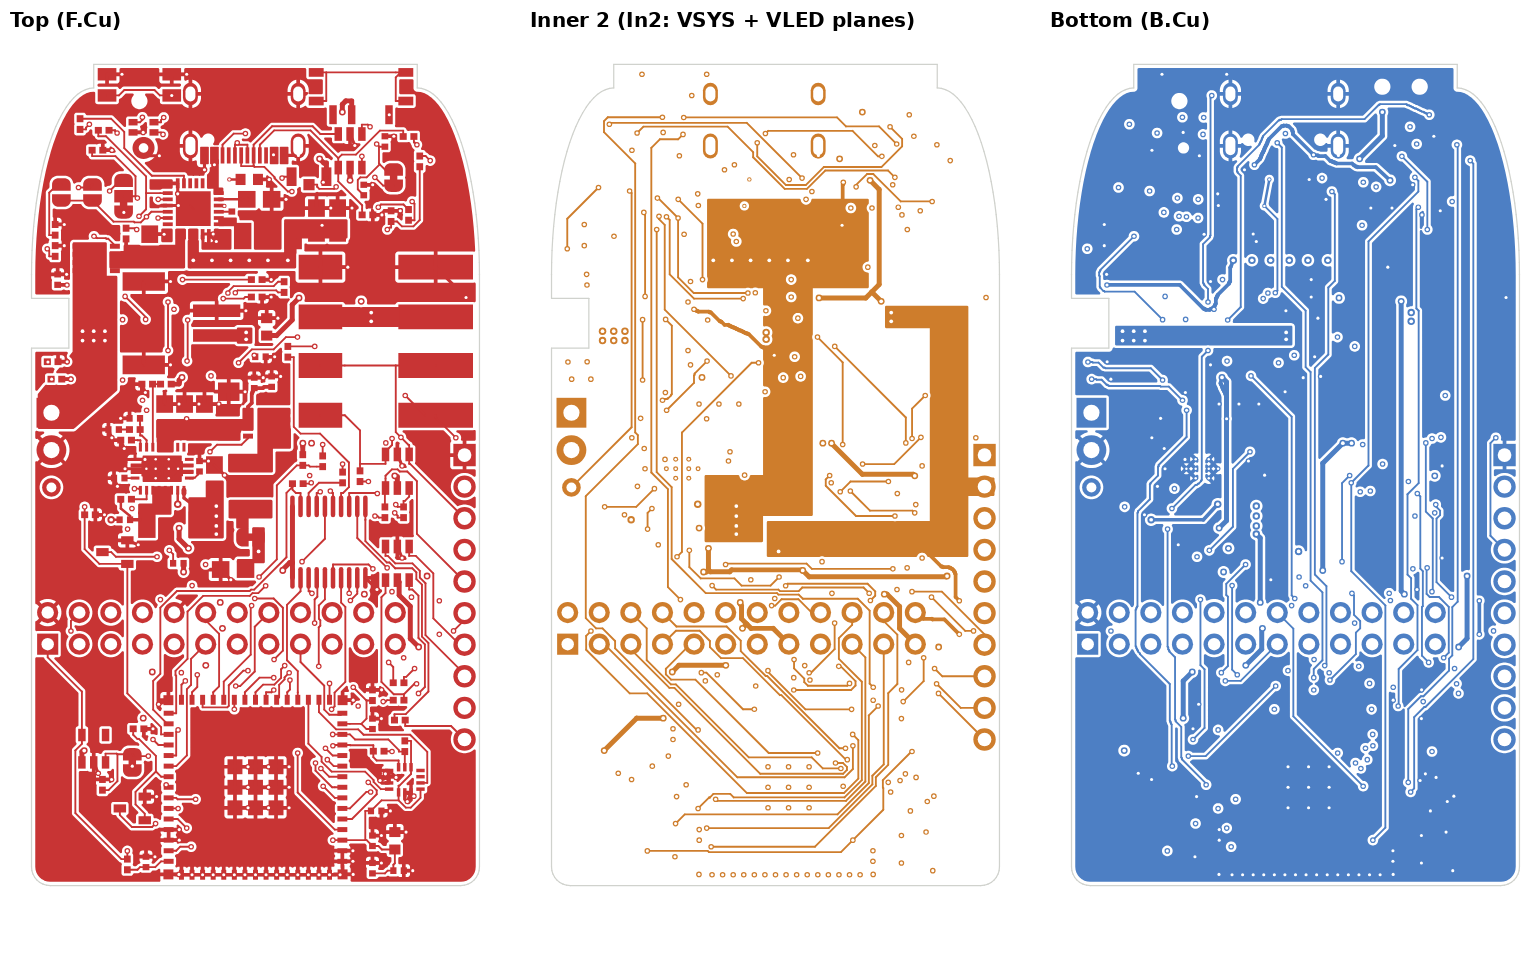 Top (F.Cu)
Inner 2 (In2: VSYS + VLED planes)
Bottom (B.Cu)